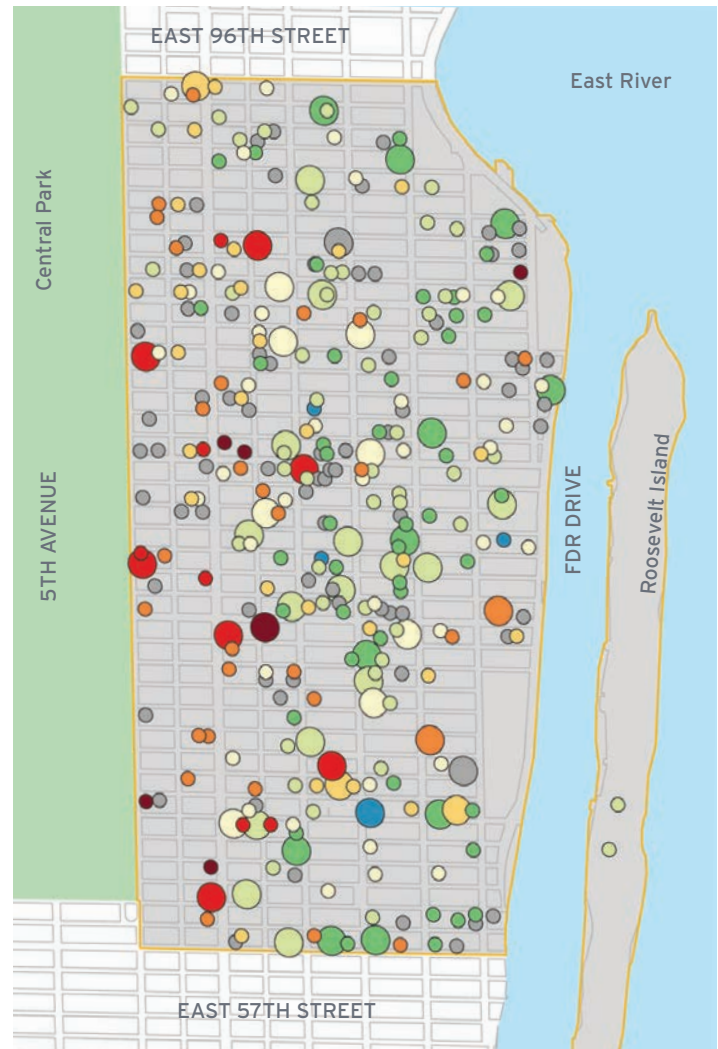 EAST 96TH STREET
East River
Central Park
5TH AVENUE
FDR DRIVE
Roosevelt Island
EAST 57TH STREET